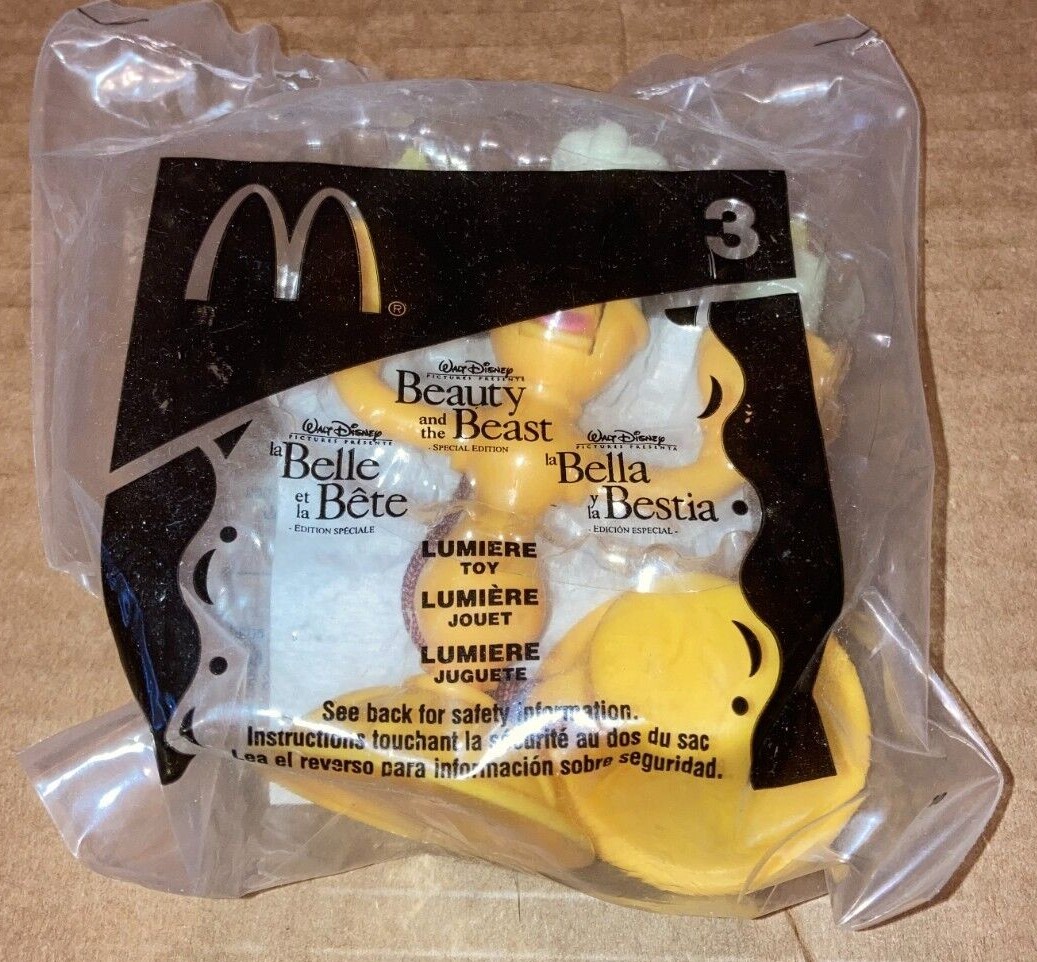 M
®
3
WALT DISNEY
PICTURES PRESENTS
Beauty
and the Beast
- SPECIAL EDITION
WALT DISNEY
PICTURES PRESENTE
la Belle
et la Bête
- EDITION SPÉCIALE
WALT DISNEY
PICTURES PRESENTA
la Bella
y la Bestia
- EDICIÓN ESPECIAL -
LUMIERE
TOY
LUMIÈRE
JOUET
LUMIERE
JUGUETE
See back for safety information.
Instructions touchant la sécurité au dos du sac
Lea el reverso para información sobre seguridad.